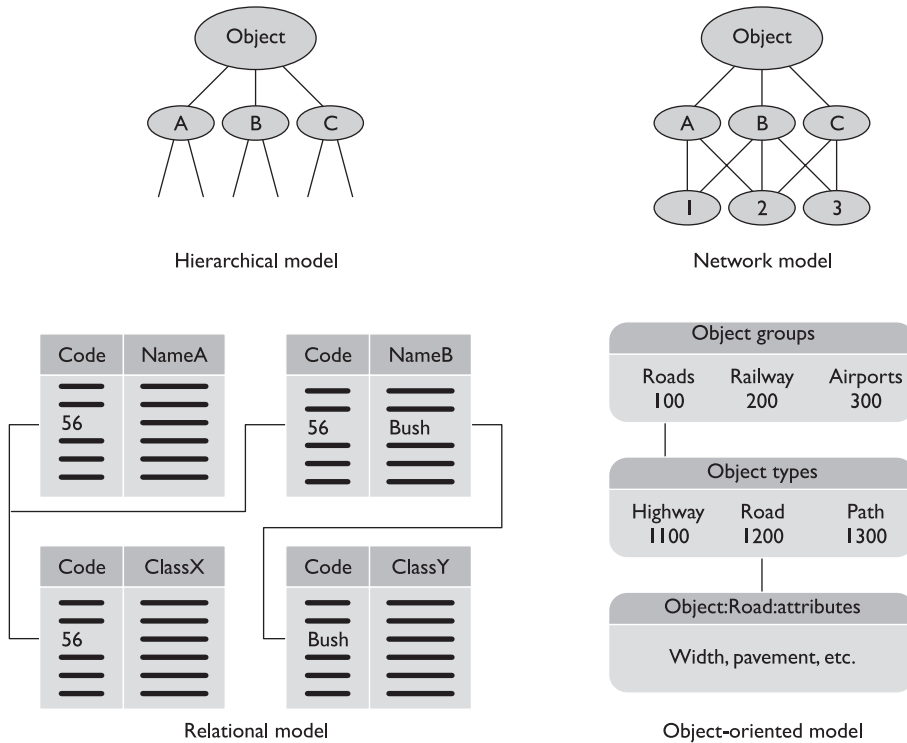 Object
A B C
Hierarchical model
Object
A B C
1 2 3
Network model
Code NameA
56
Code NameB
56 Bush
Code ClassX
56
Code ClassY
Bush
Relational model
Object groups
Roads Railway Airports
100 200 300
Object types
Highway Road Path
1100 1200 1300
Object:Road:attributes
Width, pavement, etc.
Object-oriented model